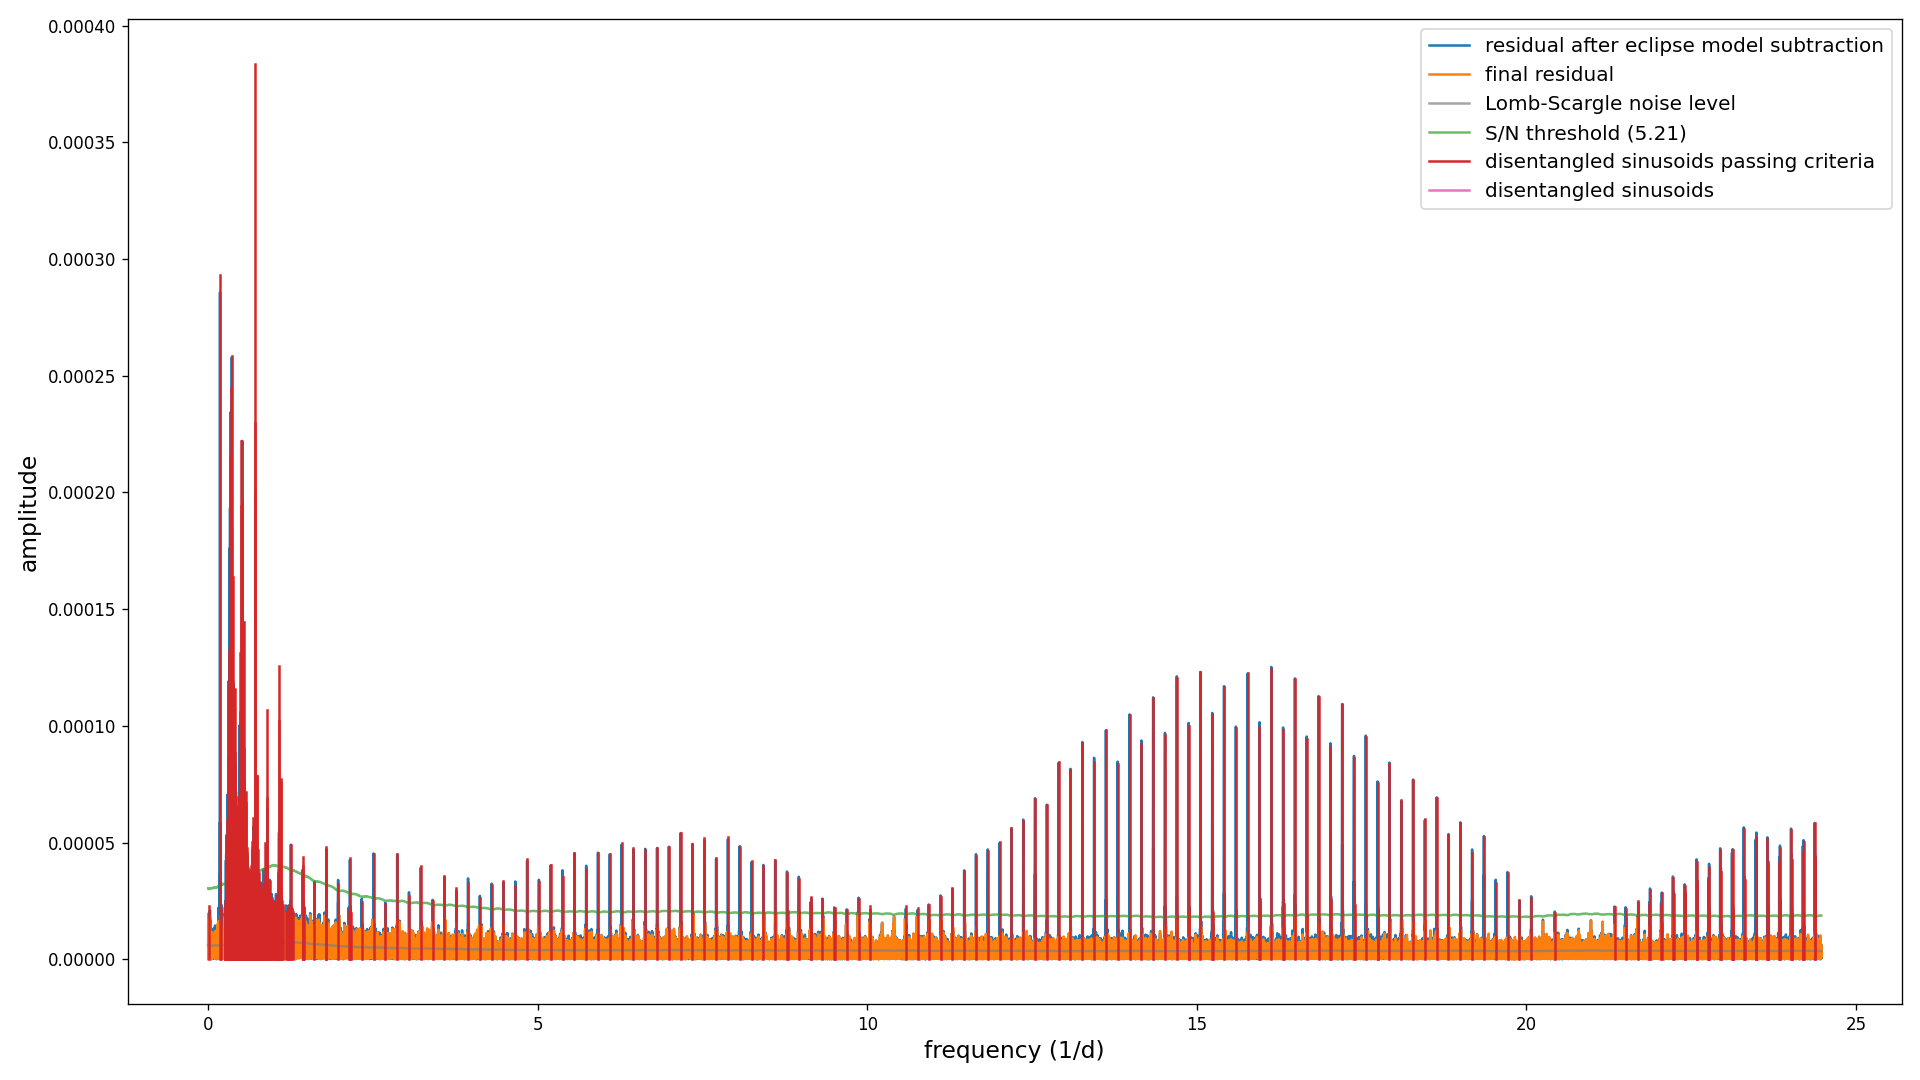 residual after eclipse model subtraction
final residual
Lomb-Scargle noise level
S/N threshold (5.21)
disentangled sinusoids passing criteria
disentangled sinusoids
amplitude
0.00040
0.00035
0.00030
0.00025
0.00020
0.00015
0.00010
0.00005
0.00000
0 5 10 15 20 25
frequency (1/d)